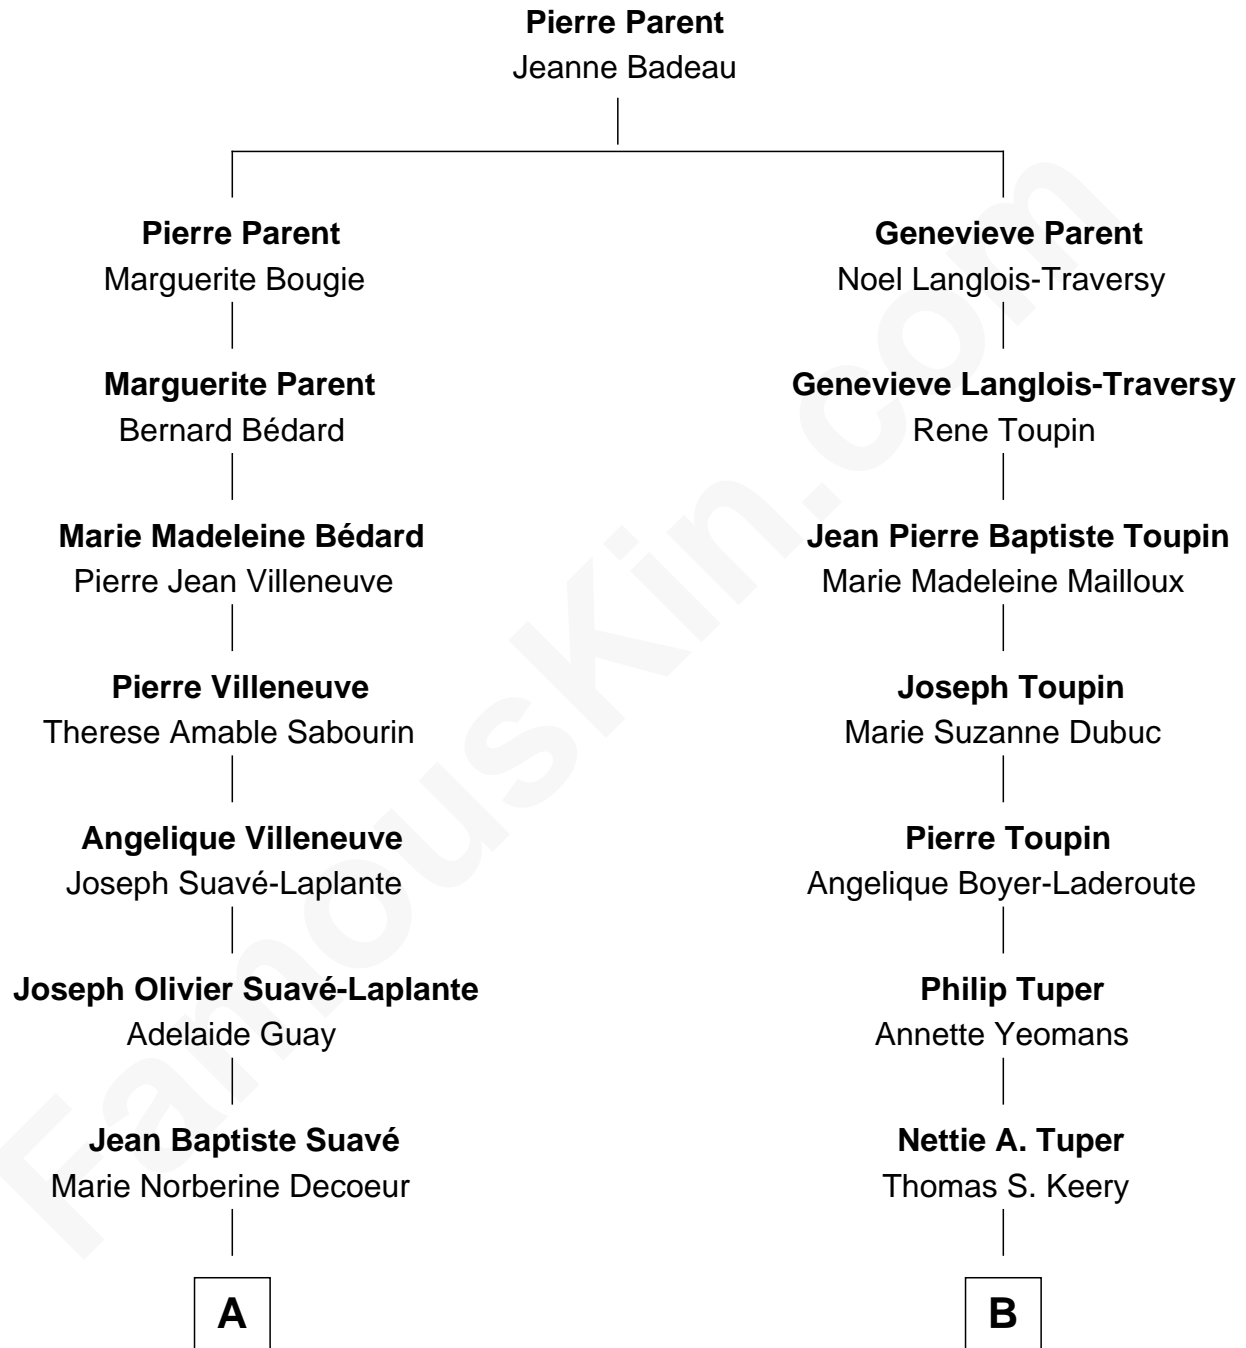 Pierre Parent
Jeanne Badeau
Pierre Parent
Marguerite Bougie
Marguerite Parent
Bernard Bédard
Marie Madeleine Bédard
Pierre Jean Villeneuve
Pierre Villeneuve
Therese Amable Sabourin
Angelique Villeneuve
Joseph Suavé-Laplante
Joseph Olivier Suavé-Laplante
Adelaide Guay
Jean Baptiste Suavé
Marie Norberine Decoeur
A
Genevieve Parent
Noel Langlois-Traversy
Genevieve Langlois-Traversy
Rene Toupin
Jean Pierre Baptiste Toupin
Marie Madeleine Mailloux
Joseph Toupin
Marie Suzanne Dubuc
Pierre Toupin
Angelique Boyer-Laderoute
Philip Tuper
Annette Yeomans
Nettie A. Tuper
Thomas S. Keery
B
FamousKin.com